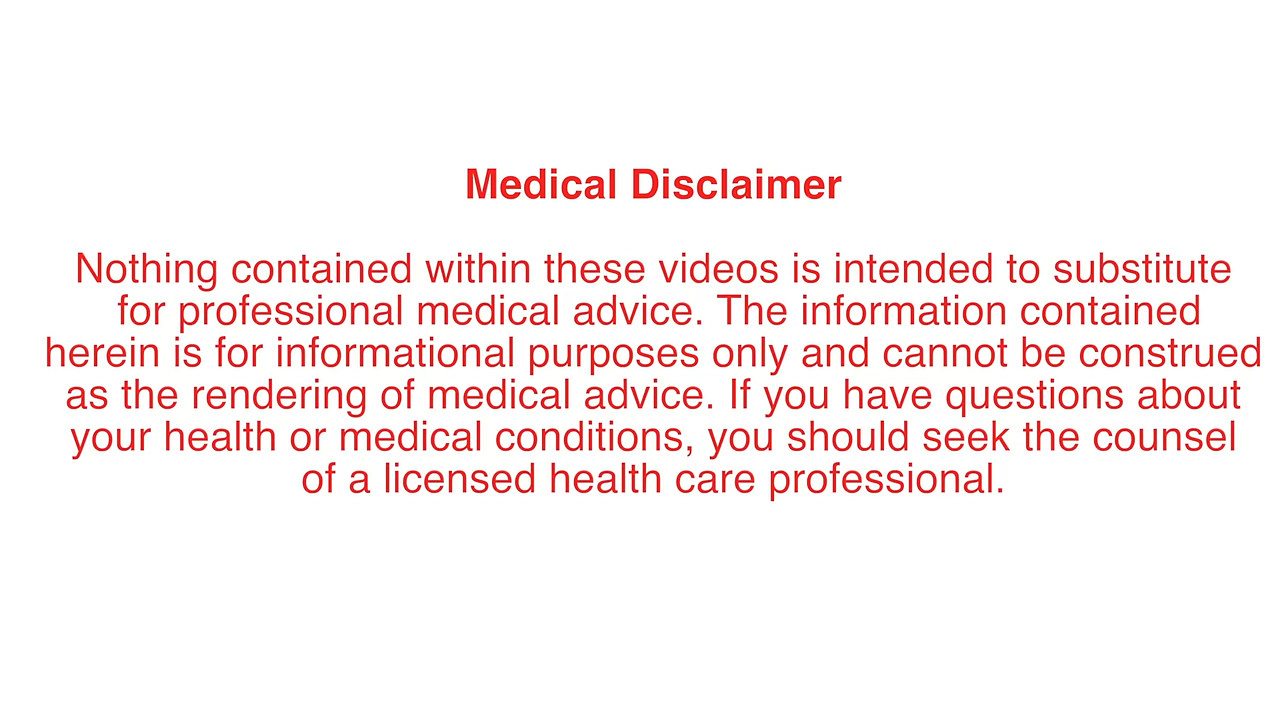 Medical Disclaimer
Nothing contained within these videos is intended to substitute
for professional medical advice. The information contained
herein is for informational purposes only and cannot be construed
as the rendering of medical advice. If you have questions about
your health or medical conditions, you should seek the counsel
of a licensed health care professional.